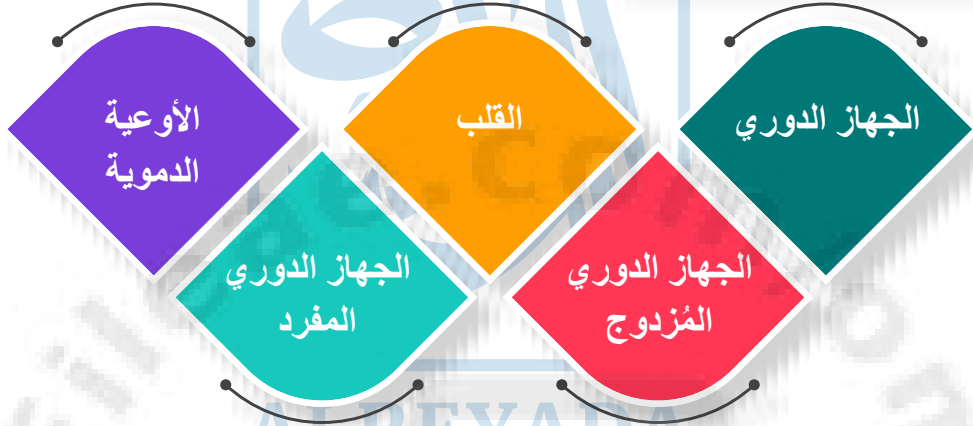 الجهاز الدوري
القلب
الأوعية
الدموية
الجهاز الدوري
المُزدوج
الجهاز الدوري
المفرد